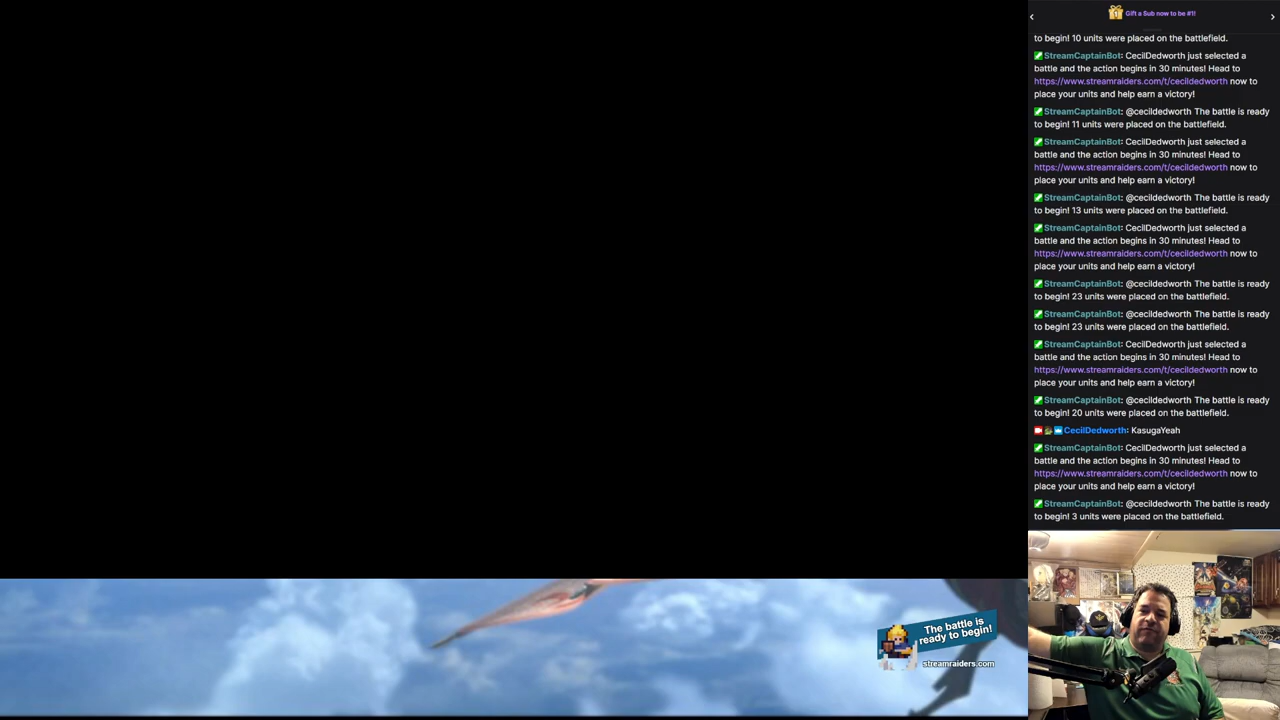 Gift a Sub now to be #1!
to begin! 10 units were placed on the battlefield.
StreamCaptainBot: CecilDedworth just selected a
battle and the action begins in 30 minutes! Head to
https://www.streamraiders.com/t/cecildedworth now to
place your units and help earn a victory!
StreamCaptainBot: @cecildedworth The battle is ready
to begin! 11 units were placed on the battlefield.
StreamCaptainBot: CecilDedworth just selected a
battle and the action begins in 30 minutes! Head to
https://www.streamraiders.com/t/cecildedworth now to
place your units and help earn a victory!
StreamCaptainBot: @cecildedworth The battle is ready
to begin! 13 units were placed on the battlefield.
StreamCaptainBot: CecilDedworth just selected a
battle and the action begins in 30 minutes! Head to
https://www.streamraiders.com/t/cecildedworth now to
place your units and help earn a victory!
StreamCaptainBot: @cecildedworth The battle is ready
to begin! 23 units were placed on the battlefield.
StreamCaptainBot: @cecildedworth The battle is ready
to begin! 23 units were placed on the battlefield.
StreamCaptainBot: CecilDedworth just selected a
battle and the action begins in 30 minutes! Head to
https://www.streamraiders.com/t/cecildedworth now to
place your units and help earn a victory!
StreamCaptainBot: @cecildedworth The battle is ready
to begin! 20 units were placed on the battlefield.
CecilDedworth: KasugaYeah
StreamCaptainBot: CecilDedworth just selected a
battle and the action begins in 30 minutes! Head to
https://www.streamraiders.com/t/cecildedworth now to
place your units and help earn a victory!
StreamCaptainBot: @cecildedworth The battle is ready
to begin! 3 units were placed on the battlefield.
The battle is
ready to begin!
streamraiders.com